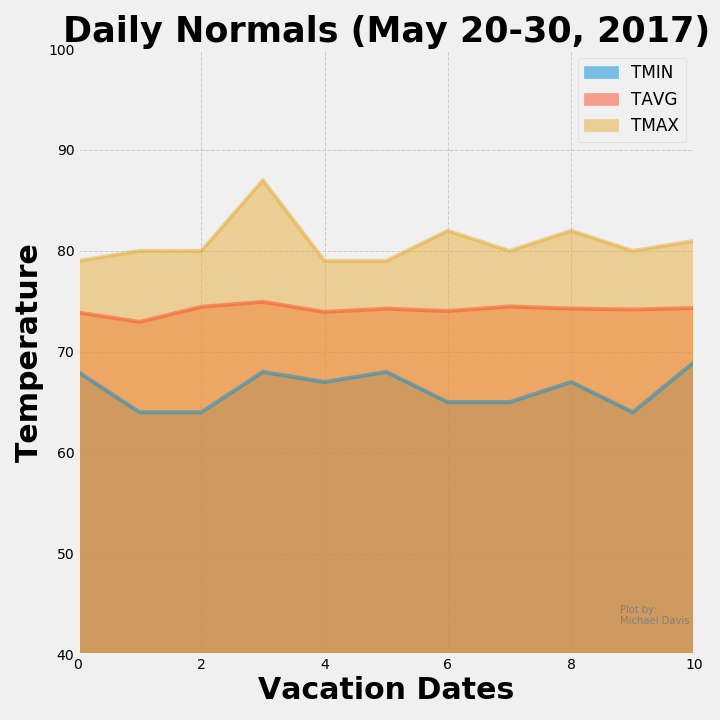 Daily Normals (May 20-30, 2017)
100
90
80
70
60
50
40
Temperature
TMIN
TAVG
TMAX
Plot by:
Michael Davis
0 2 4 6 8 10
Vacation Dates